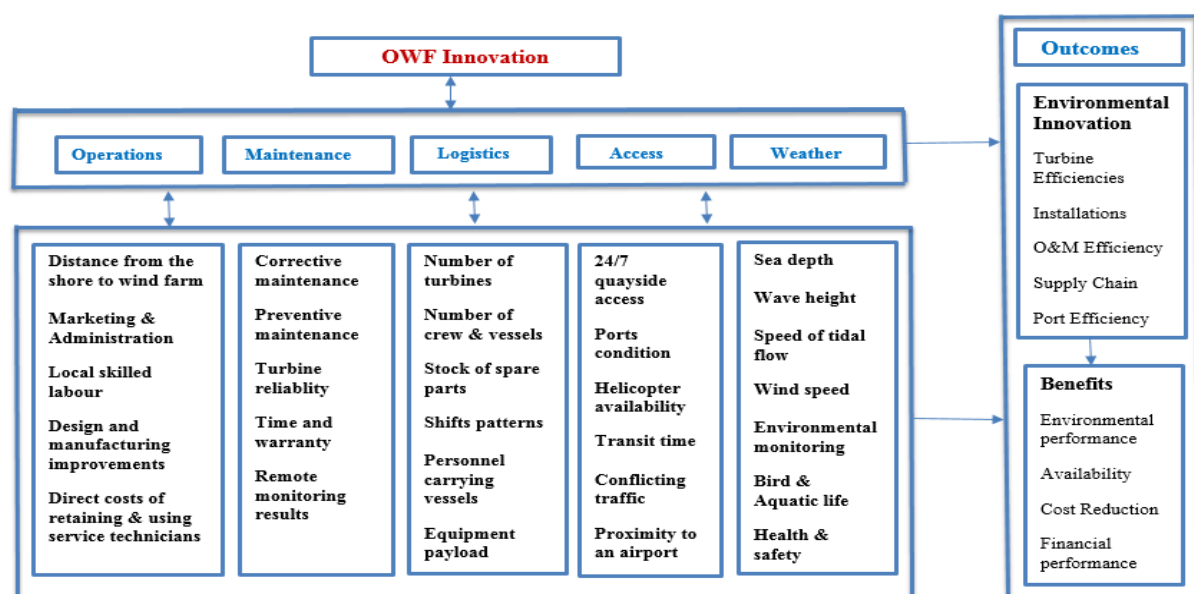 OWF Innovation
Operations
Maintenance
Logistics
Access
Weather
Distance from the
shore to wind farm
Marketing &
Administration
Local skilled
labour
Design and
manufacturing
improvements
Direct costs of
retaining & using
service technicians
Corrective
maintenance
Preventive
maintenance
Turbine
reliablity
Time and
warranty
Remote
monitoring
results
Number of
turbines
Number of
crew & vessels
Stock of spare
parts
Shifts patterns
Personnel
carrying
vessels
Equipment
payload
24/7
quayside
access
Ports
condition
Helicopter
availability
Transit time
Conflicting
traffic
Proximity to
an airport
Sea depth
Wave height
Speed of tidal
flow
Wind speed
Environmental
monitoring
Bird &
Aquatic life
Health &
safety
Outcomes
Environmental
Innovation
Turbine
Efficiencies
Installations
O&M Efficiency
Supply Chain
Port Efficiency
Benefits
Environmental
performance
Availability
Cost Reduction
Financial
performance